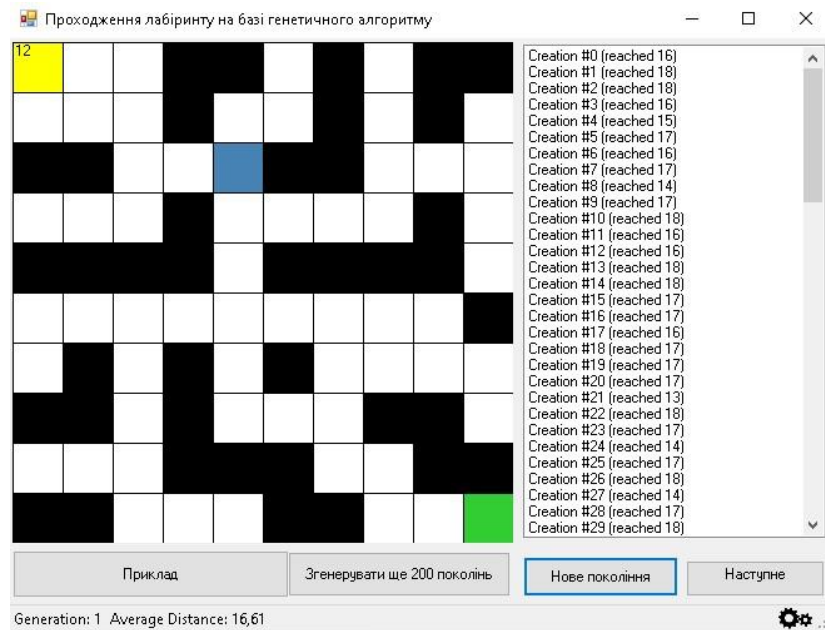 Проходження лабіринту на базі генетичного алгоритму
12
Creation #0 (reached 16)
Creation #1 (reached 18)
Creation #2 (reached 18)
Creation #3 (reached 16)
Creation #4 (reached 15)
Creation #5 (reached 17)
Creation #6 (reached 16)
Creation #7 (reached 17)
Creation #8 (reached 14)
Creation #9 (reached 17)
Creation #10 (reached 18)
Creation #11 (reached 16)
Creation #12 (reached 16)
Creation #13 (reached 18)
Creation #14 (reached 18)
Creation #15 (reached 17)
Creation #16 (reached 17)
Creation #17 (reached 16)
Creation #18 (reached 17)
Creation #19 (reached 17)
Creation #20 (reached 17)
Creation #21 (reached 13)
Creation #22 (reached 18)
Creation #23 (reached 17)
Creation #24 (reached 14)
Creation #25 (reached 17)
Creation #26 (reached 18)
Creation #27 (reached 14)
Creation #28 (reached 17)
Creation #29 (reached 18)
Приклад
Згенерувати ще 200 поколінь
Нове покоління
Наступне
Generation: 1 Average Distance: 16,61